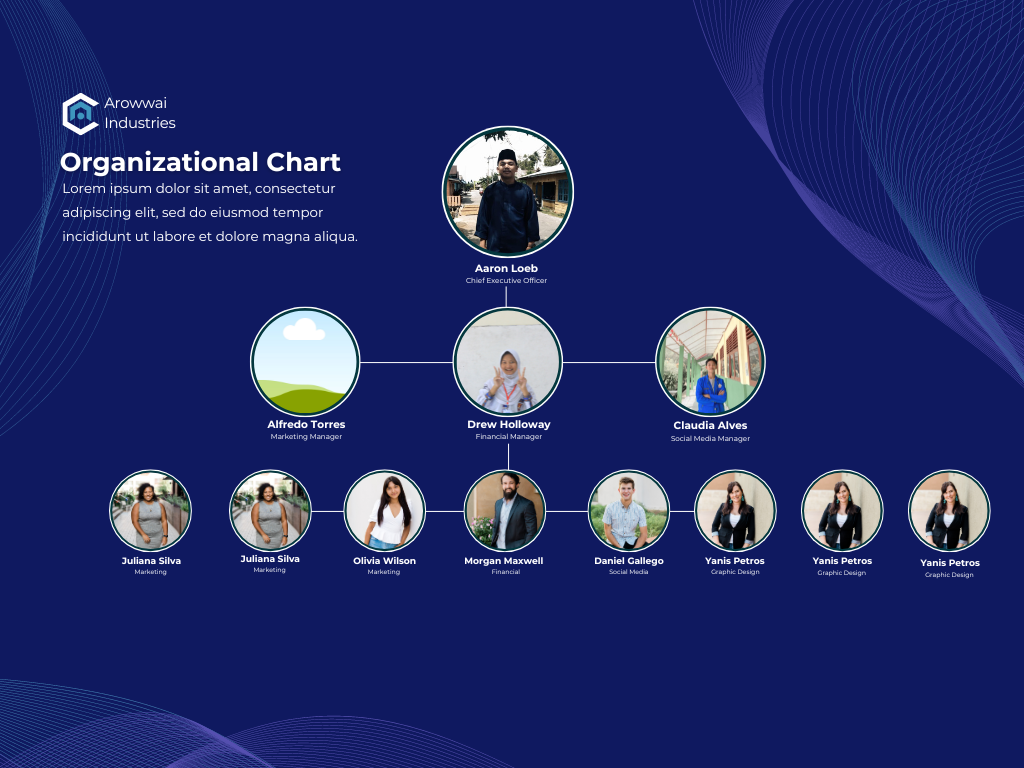 Arowwai
Industries
Organizational Chart
Lorem ipsum dolor sit amet, consectetur
adipiscing elit, sed do eiusmod tempor
incididunt ut labore et dolore magna aliqua.
Aaron Loeb
Chief Executive Officer
Alfredo Torres
Marketing Manager
Drew Holloway
Financial Manager
Claudia Alves
Social Media Manager
Juliana Silva
Marketing
Juliana Silva
Marketing
Olivia Wilson
Marketing
Morgan Maxwell
Financial
Daniel Gallego
Social Media
Yanis Petros
Graphic Design
Yanis Petros
Graphic Design
Yanis Petros
Graphic Design